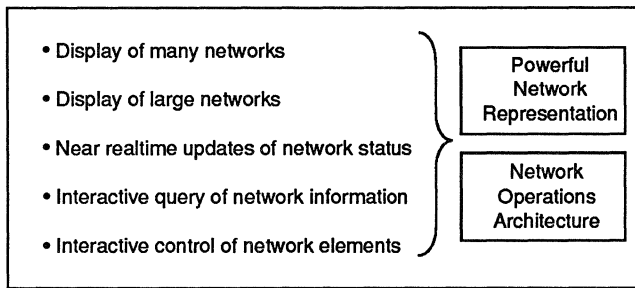 • Display of many networks
• Display of large networks
• Near realtime updates of network status
• Interactive query of network information
• Interactive control of network elements
Powerful
Network
Representation
Network
Operations
Architecture